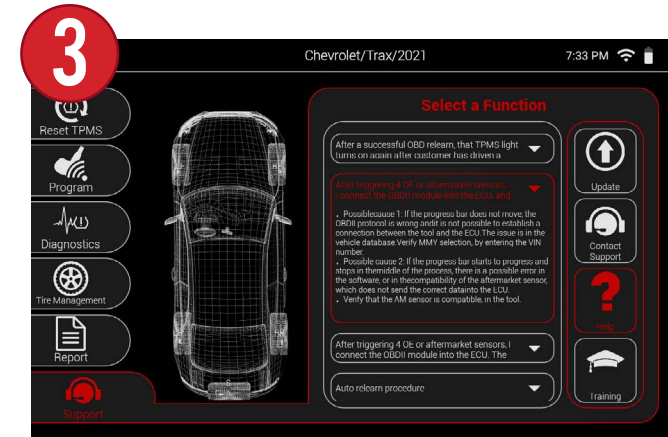 3
Chevrolet/Trax/2021
7:33 PM
Reset TPMS
Program
Diagnostics
Tire Management
Report
Support
Select a Function
After a successful OBD relearn, that TPMS light
turns on again after customer has driven a
After triggering 4 OE or aftermarket sensors,
I connect the OBDII module into the ECU, and
• Possiblecause 1: If the progress bar does not move, the
OBDII protocol is wrong andit is not possible to establish a
connection between the tool and the ECU.The issue is in the
vehicle database.Verify MMY selection, by entering the VIN
number.
• Possible cause 2: If the progress bar starts to progress and
stops in themiddle of the process, there is a possible error in
the software, or in thecompatibility of the aftermarket sensor,
which does not send the correct datainto the ECU.
• Verify that the AM sensor is compatible, in the tool.
After triggering 4 OE or aftermarket sensors, I
connect the OBDII module into the ECU. The
Auto relearn procedure
Update
Contact
Support
Help
Training